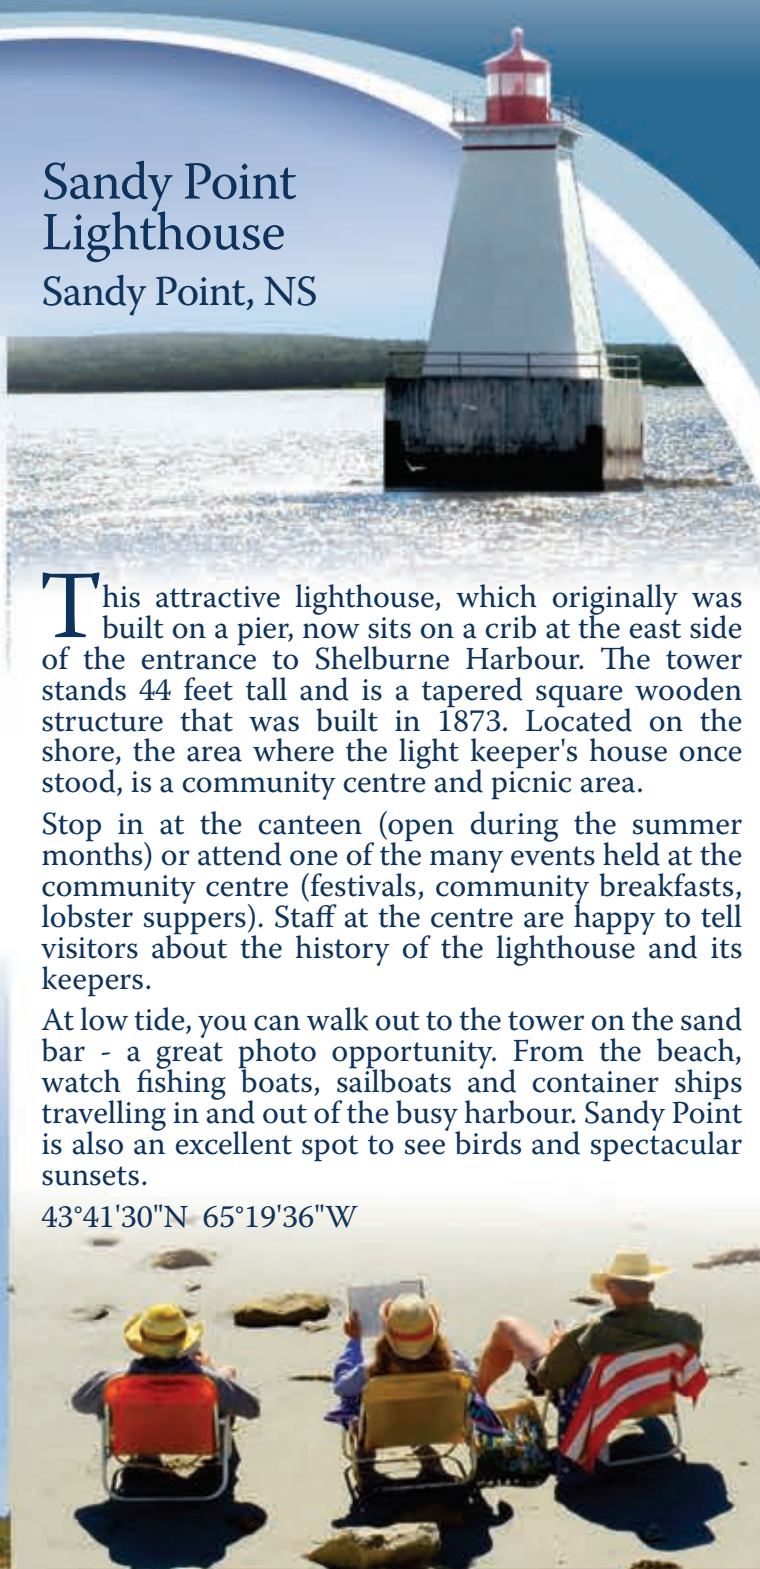 Sandy Point
Lighthouse
Sandy Point, NS
This attractive lighthouse, which originally was
built on a pier, now sits on a crib at the east side
of the entrance to Shelburne Harbour. The tower
stands 44 feet tall and is a tapered square wooden
structure that was built in 1873. Located on the
shore, the area where the light keeper's house once
stood, is a community centre and picnic area.
Stop in at the canteen (open during the summer
months) or attend one of the many events held at the
community centre (festivals, community breakfasts,
lobster suppers). Staff at the centre are happy to tell
visitors about the history of the lighthouse and its
keepers.
At low tide, you can walk out to the tower on the sand
bar - a great photo opportunity. From the beach,
watch fishing boats, sailboats and container ships
travelling in and out of the busy harbour. Sandy Point
is also an excellent spot to see birds and spectacular
sunsets.
43°41'30"N 65°19'36"W